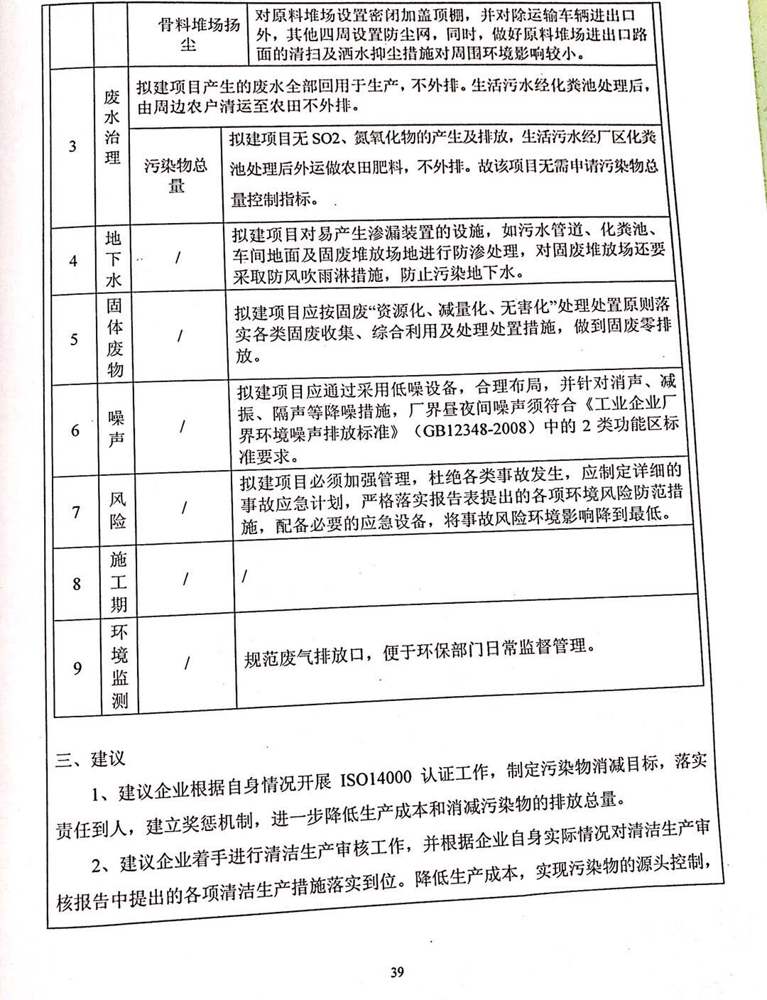 骨料堆场扬
尘
对原料堆场设置密闭加盖顶棚，并对除运输车辆进出口
外，其他四周设置防尘网，同时，做好原料堆场进出口路
面的清扫及洒水抑尘措施对周围环境影响较小。
3
废
水
治
理
拟建项目产生的废水全部回用于生产，不外排。生活污水经化粪池处理后，
由周边农户清运至农田不外排。
污染物总
量
拟建项目无 SO2、氮氧化物的产生及排放，生活污水经厂区化粪
池处理后外运做农田肥料，不外排。故该项目无需申请污染物总
量控制指标。
4
地
下
水
/
拟建项目对易产生渗漏装置的设施，如污水管道、化粪池、
车间地面及固废堆放场地进行防渗处理，对固废堆放场还要
采取防风吹雨淋措施，防止污染地下水。
5
固
体
废
物
/
拟建项目应按固废“资源化、减量化、无害化”处理处置原则落
实各类固废收集、综合利用及处理处置措施，做到固废零排
放。
6
噪
声
/
拟建项目应通过采用低噪设备，合理布局，并针对消声、减
振、隔声等降噪措施，厂界昼夜间噪声须符合《工业企业厂
界环境噪声排放标准》（GB12348-2008）中的 2 类功能区标
准要求。
7
风
险
/
拟建项目必须加强管理，杜绝各类事故发生，应制定详细的
事故应急计划，严格落实报告表提出的各项环境风险防范措
施，配备必要的应急设备，将事故风险环境影响降到最低。
8
施
工
期
/
/
9
环
境
监
测
/
规范废气排放口，便于环保部门日常监督管理。
三、建议
1、建议企业根据自身情况开展 ISO14000 认证工作，制定污染物消减目标，落实
责任到人，建立奖惩机制，进一步降低生产成本和消减污染物的排放总量。
2、建议企业着手进行清洁生产审核工作，并根据企业自身实际情况对清洁生产审
核报告中提出的各项清洁生产措施落实到位。降低生产成本，实现污染物的源头控制，
39